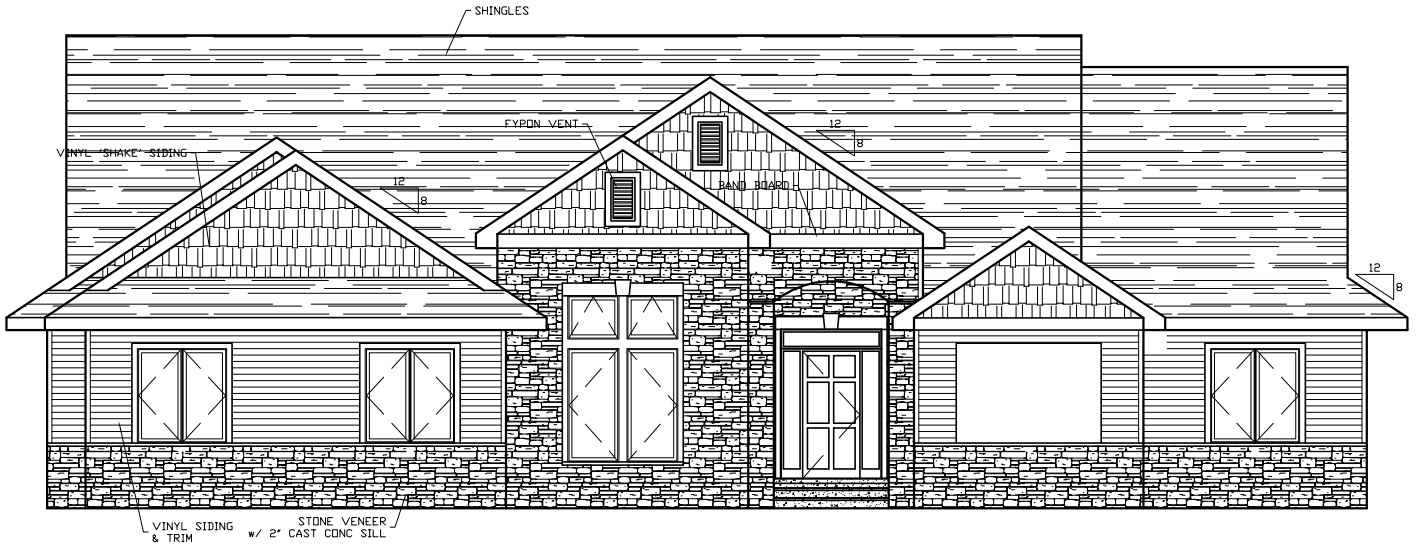 SHINGLES
FYPON VENT
12
8
VINYL 'SHAKE' SIDING
12
8
BAND BOARD
12
8
VINYL SIDING
& TRIM
STONE VENEER
w/ 2" CAST CONC SILL